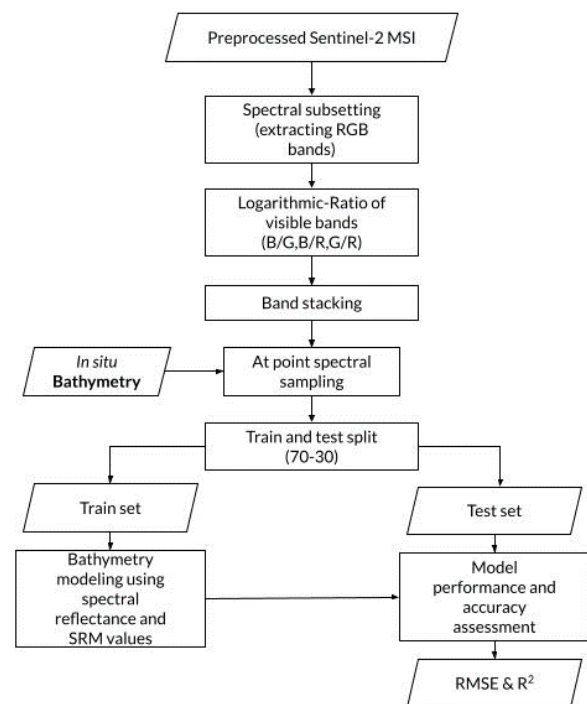 Preprocessed Sentinel-2 MSI
Spectral subsetting
(extracting RGB
bands)
Logarithmic-Ratio of
visible bands
(B/G,B/R,G/R)
Band stacking
In situ
Bathymetry
At point spectral
sampling
Train and test split
(70-30)
Train set
Test set
Bathymetry
modeling using
spectral
reflectance and
SRM values
Model
performance and
accuracy
assessment
RMSE & R²